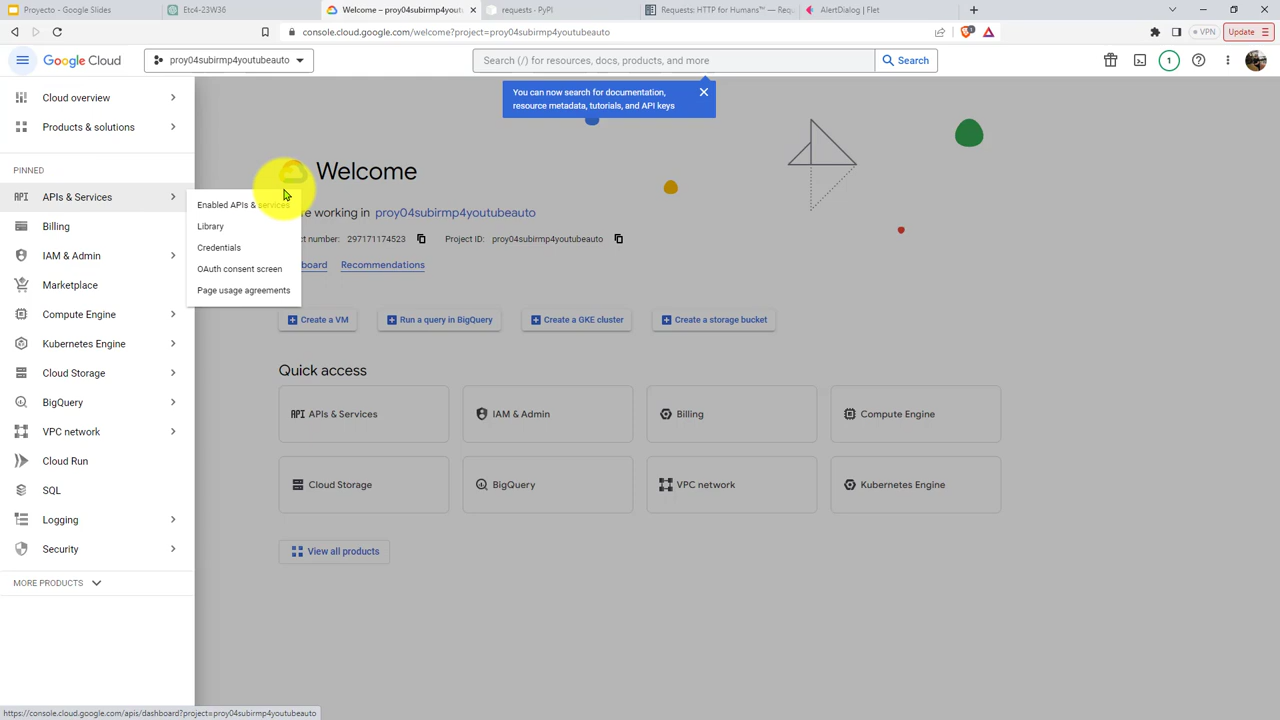 Proyecto - Google Slides
Etc4-23W36
Welcome – proy04subirmp4yout
requests · PyPI
Requests: HTTP for Humans™ — Requ
AlertDialog | Flet
console.cloud.google.com/welcome?project=proy04subirmp4youtubeauto
VPN
Update
Google Cloud
proy04subirmp4youtubeauto
Search (/) for resources, docs, products, and more
Search
1
You can now search for documentation,
resource metadata, tutorials, and API keys
Cloud overview
Products & solutions
PINNED
API APIs & Services
Billing
IAM & Admin
Marketplace
Compute Engine
Kubernetes Engine
Cloud Storage
BigQuery
VPC network
Cloud Run
SQL
Logging
Security
MORE PRODUCTS
Enabled APIs & services
Library
Credentials
OAuth consent screen
Page usage agreements
Welcome
working in proy04subirmp4youtubeauto
number: 297171174523
Project ID: proy04subirmp4youtubeauto
Recommendations
Create a VM
Run a query in BigQuery
Create a GKE cluster
Create a storage bucket
Quick access
API APIs & Services
IAM & Admin
Billing
Compute Engine
Cloud Storage
BigQuery
VPC network
Kubernetes Engine
View all products
https://console.cloud.google.com/apis/dashboard?project=proy04subirmp4youtubeauto